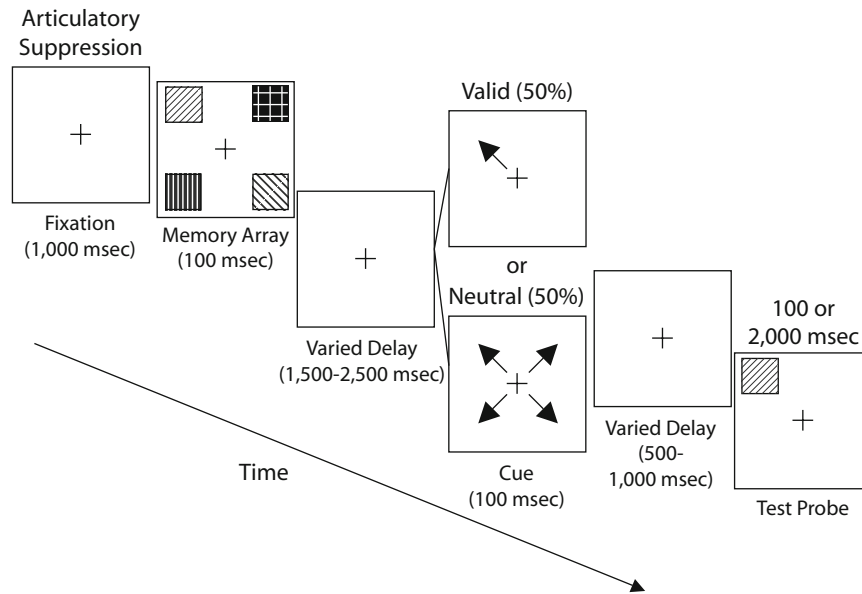 Articulatory
Suppression
Fixation
(1,000 msec)
Memory Array
(100 msec)
Varied Delay
(1,500-2,500 msec)
Valid (50%)
or
Neutral (50%)
Cue
(100 msec)
Varied Delay
(500-
1,000 msec)
100 or
2,000 msec
Test Probe
Time